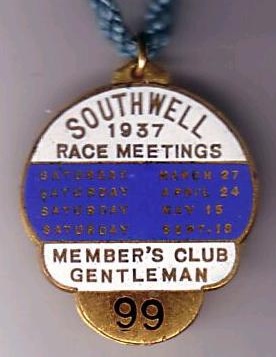 SOUTHWELL
1937
RACE MEETINGS
SATURDAY MARCH 27
SATURDAY APRIL 24
SATURDAY MAY 15
SATURDAY SEPT.
MEMBER'S CLUB
GENTLEMAN
99